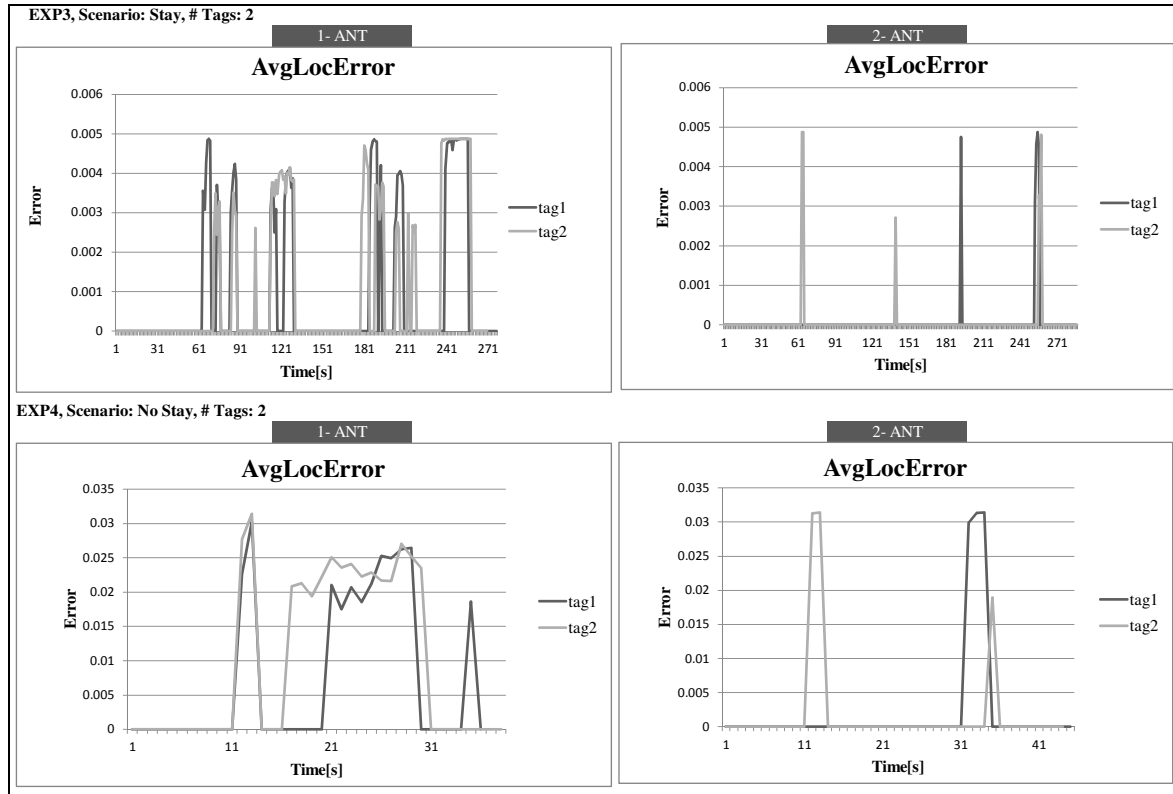 EXP3, Scenario: Stay, # Tags: 2
1- ANT
AvgLocError
0.006
0.005
0.004
0.003
0.002
0.001
0
Error
1 31 61 91 121 151 181 211 241 271
Time[s]
tag1
tag2
2- ANT
AvgLocError
0.006
0.005
0.004
0.003
0.002
0.001
0
Error
1 31 61 91 121 151 181 211 241 271
Time[s]
tag1
tag2
EXP4, Scenario: No Stay, # Tags: 2
1- ANT
AvgLocError
0.035
0.03
0.025
0.02
0.015
0.01
0.005
0
Error
1 11 21 31
Time[s]
tag1
tag2
2- ANT
AvgLocError
0.035
0.03
0.025
0.02
0.015
0.01
0.005
0
Error
1 11 21 31 41
Time[s]
tag1
tag2